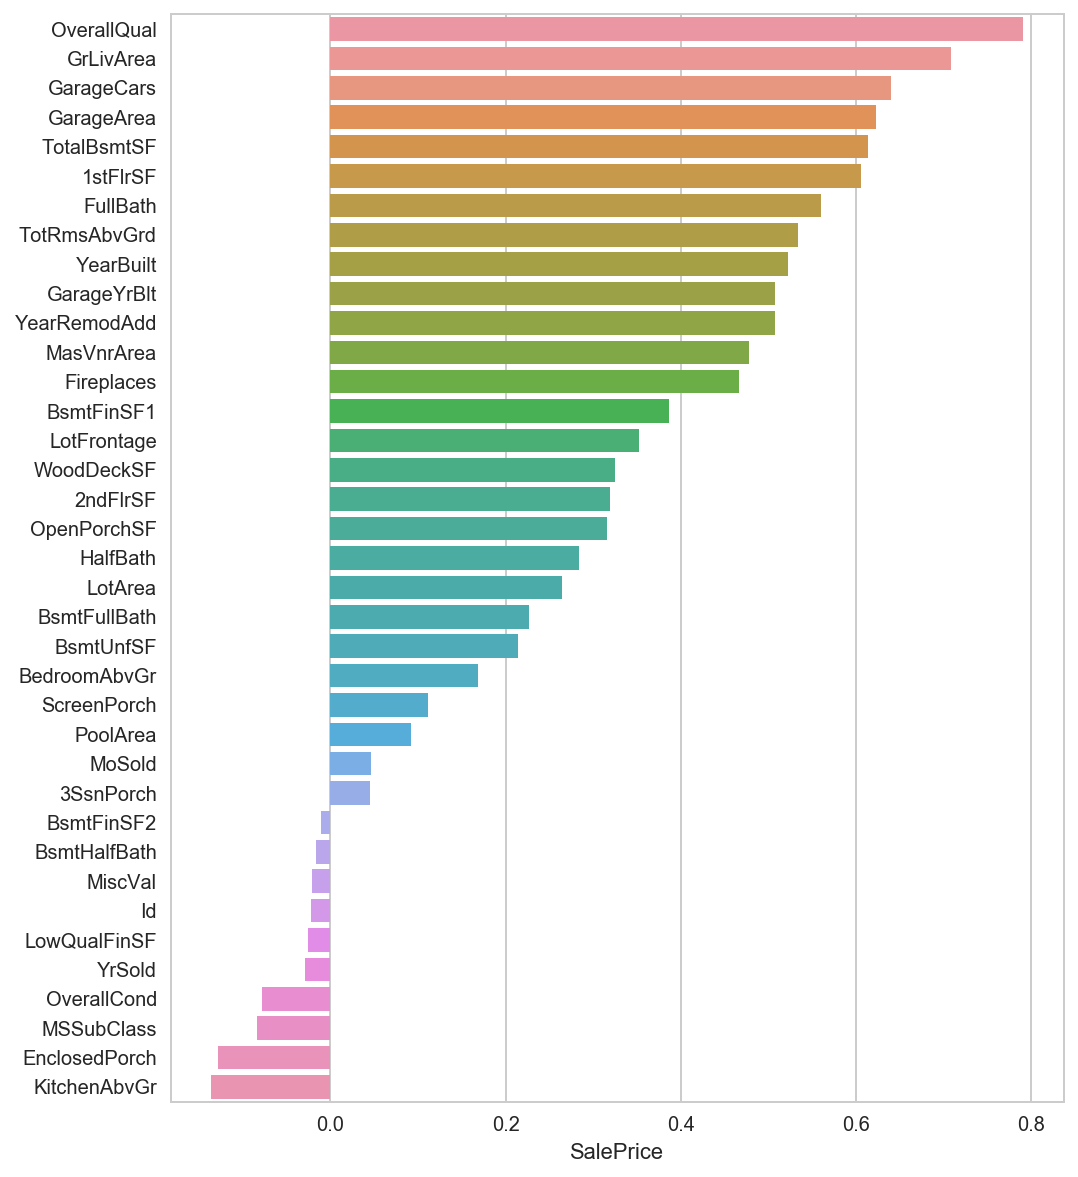 OverallQual
GrLivArea
GarageCars
GarageArea
TotalBsmtSF
1stFlrSF
FullBath
TotRmsAbvGrd
YearBuilt
GarageYrBlt
YearRemodAdd
MasVnrArea
Fireplaces
BsmtFinSF1
LotFrontage
WoodDeckSF
2ndFlrSF
OpenPorchSF
HalfBath
LotArea
BsmtFullBath
BsmtUnfSF
BedroomAbvGr
ScreenPorch
PoolArea
MoSold
3SsnPorch
BsmtFinSF2
BsmtHalfBath
MiscVal
Id
LowQualFinSF
YrSold
OverallCond
MSSubClass
EnclosedPorch
KitchenAbvGr
0.0 0.2 0.4 0.6 0.8
SalePrice